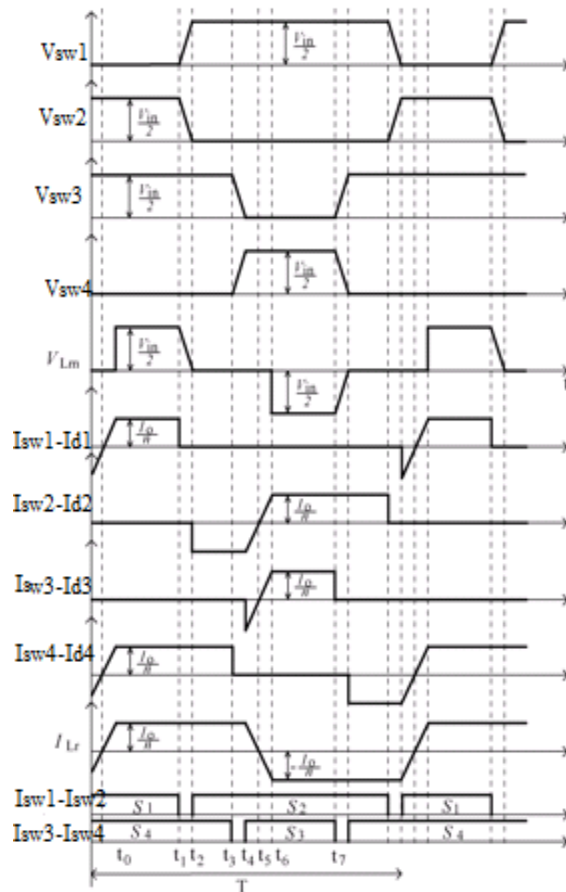 Vsw1
Vin/2
Vsw2
Vin/2
Vsw3
Vin/2
Vsw4
Vin/2
VLm
Vin/2
Vin/2
t
Isw1-Id1
Io/n
Isw2-Id2
Io/n
Isw3-Id3
Io/n
Isw4-Id4
Io/n
ILr
Io/n
-Io/n
Isw1-Isw2
S1 S2 S1
Isw3-Isw4
S4 S3 S4
t0 t1 t2 t3 t4 t5 t6 t7
T